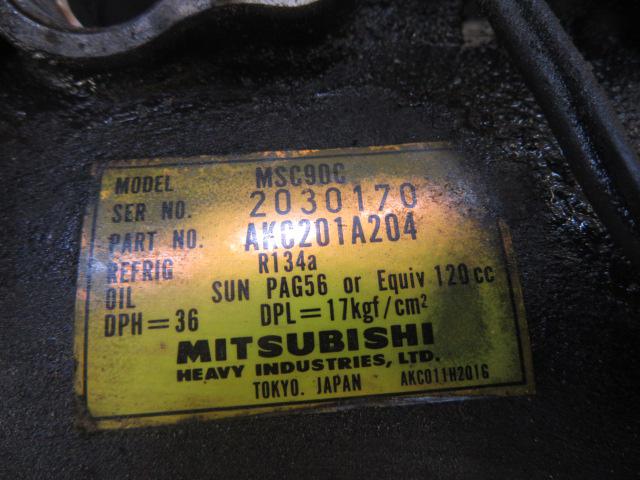 MODEL MSC90C
SER NO. 2030170
PART NO. AKC201A204
REFRIG R134a
OIL SUN PAG56 or Equiv 120cc
DPH=36 DPL=17kgf/cm²
MITSUBISHI
HEAVY INDUSTRIES, LTD.
TOKYO. JAPAN AKC011H201G